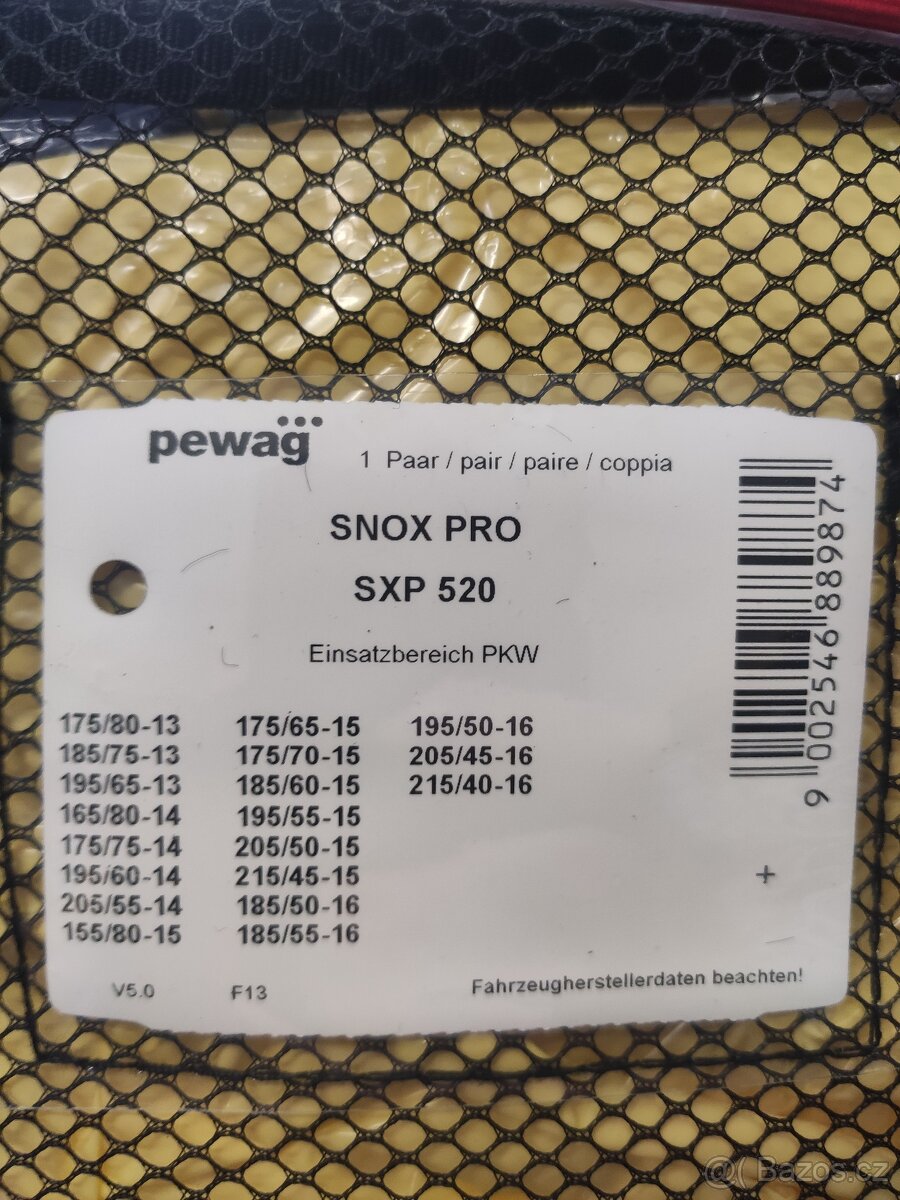 pewag
1 Paar / pair / paire / coppia
SNOX PRO
SXP 520
Einsatzbereich PKW
175/80-13 175/65-15 195/50-16
185/75-13 175/70-15 205/45-16
195/65-13 185/60-15 215/40-16
165/80-14 195/55-15
175/75-14 205/50-15
195/60-14 215/45-15
205/55-14 185/50-16
155/80-15 185/55-16
+
V5.0 F13 Fahrzeugherstellerdaten beachten!
9 002546 889874
@( Bazos.cz